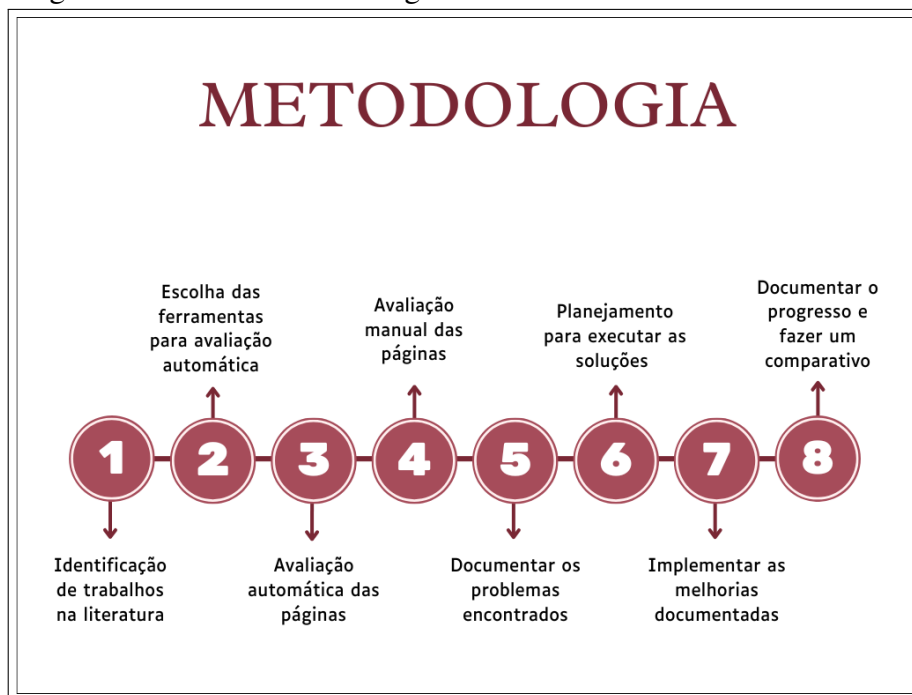 METODOLOGIA
Escolha das
ferramentas
para avaliação
automática
Avaliação
manual das
páginas
Planejamento
para executar as
soluções
Documentar o
progresso e
fazer um
comparativo
1
2
3
4
5
6
7
8
Identificação
de trabalhos
na literatura
Avaliação
automática das
páginas
Documentar os
problemas
encontrados
Implementar as
melhorias
documentadas